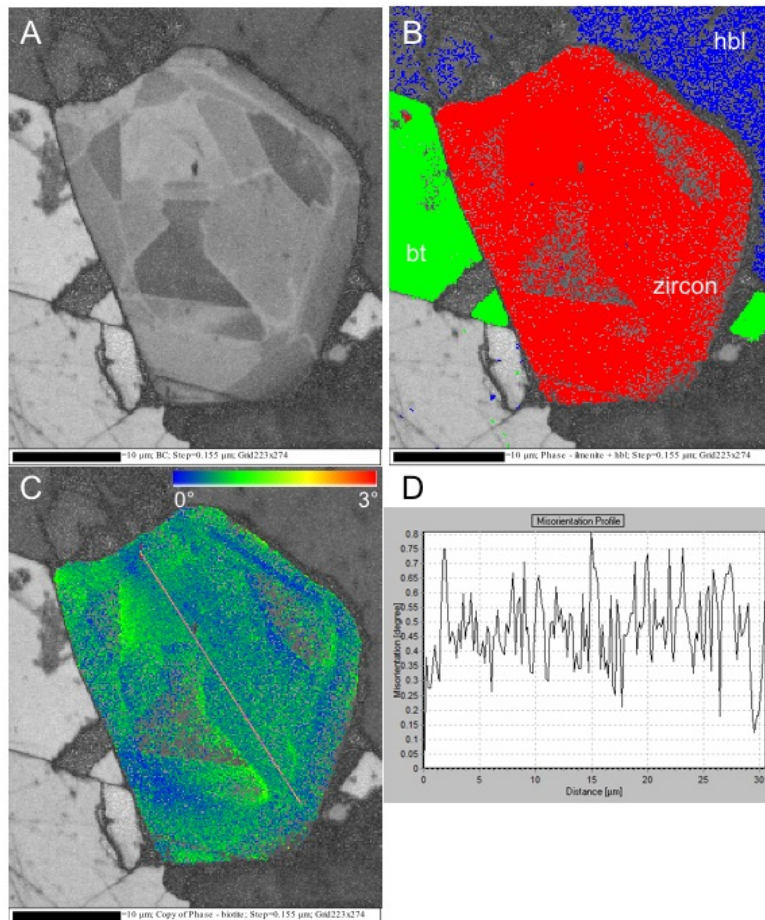 A
=10 µm; BC; Step=0.155 µm; Grid223x274
B
hbl
bt
zircon
=10 µm; Phase - ilmenite + hbl; Step=0.155 µm; Grid223x274
C
0°
3°
=10 µm; Copy of Phase - biotite; Step=0.155 µm; Grid223x274
D
Misorientation Profile
Misorientation [degree]
0.8
0.75
0.7
0.65
0.6
0.55
0.5
0.45
0.4
0.35
0.3
0.25
0.2
0.15
0.1
0.05
0
0 5 10 15 20 25 30
Distance [µm]